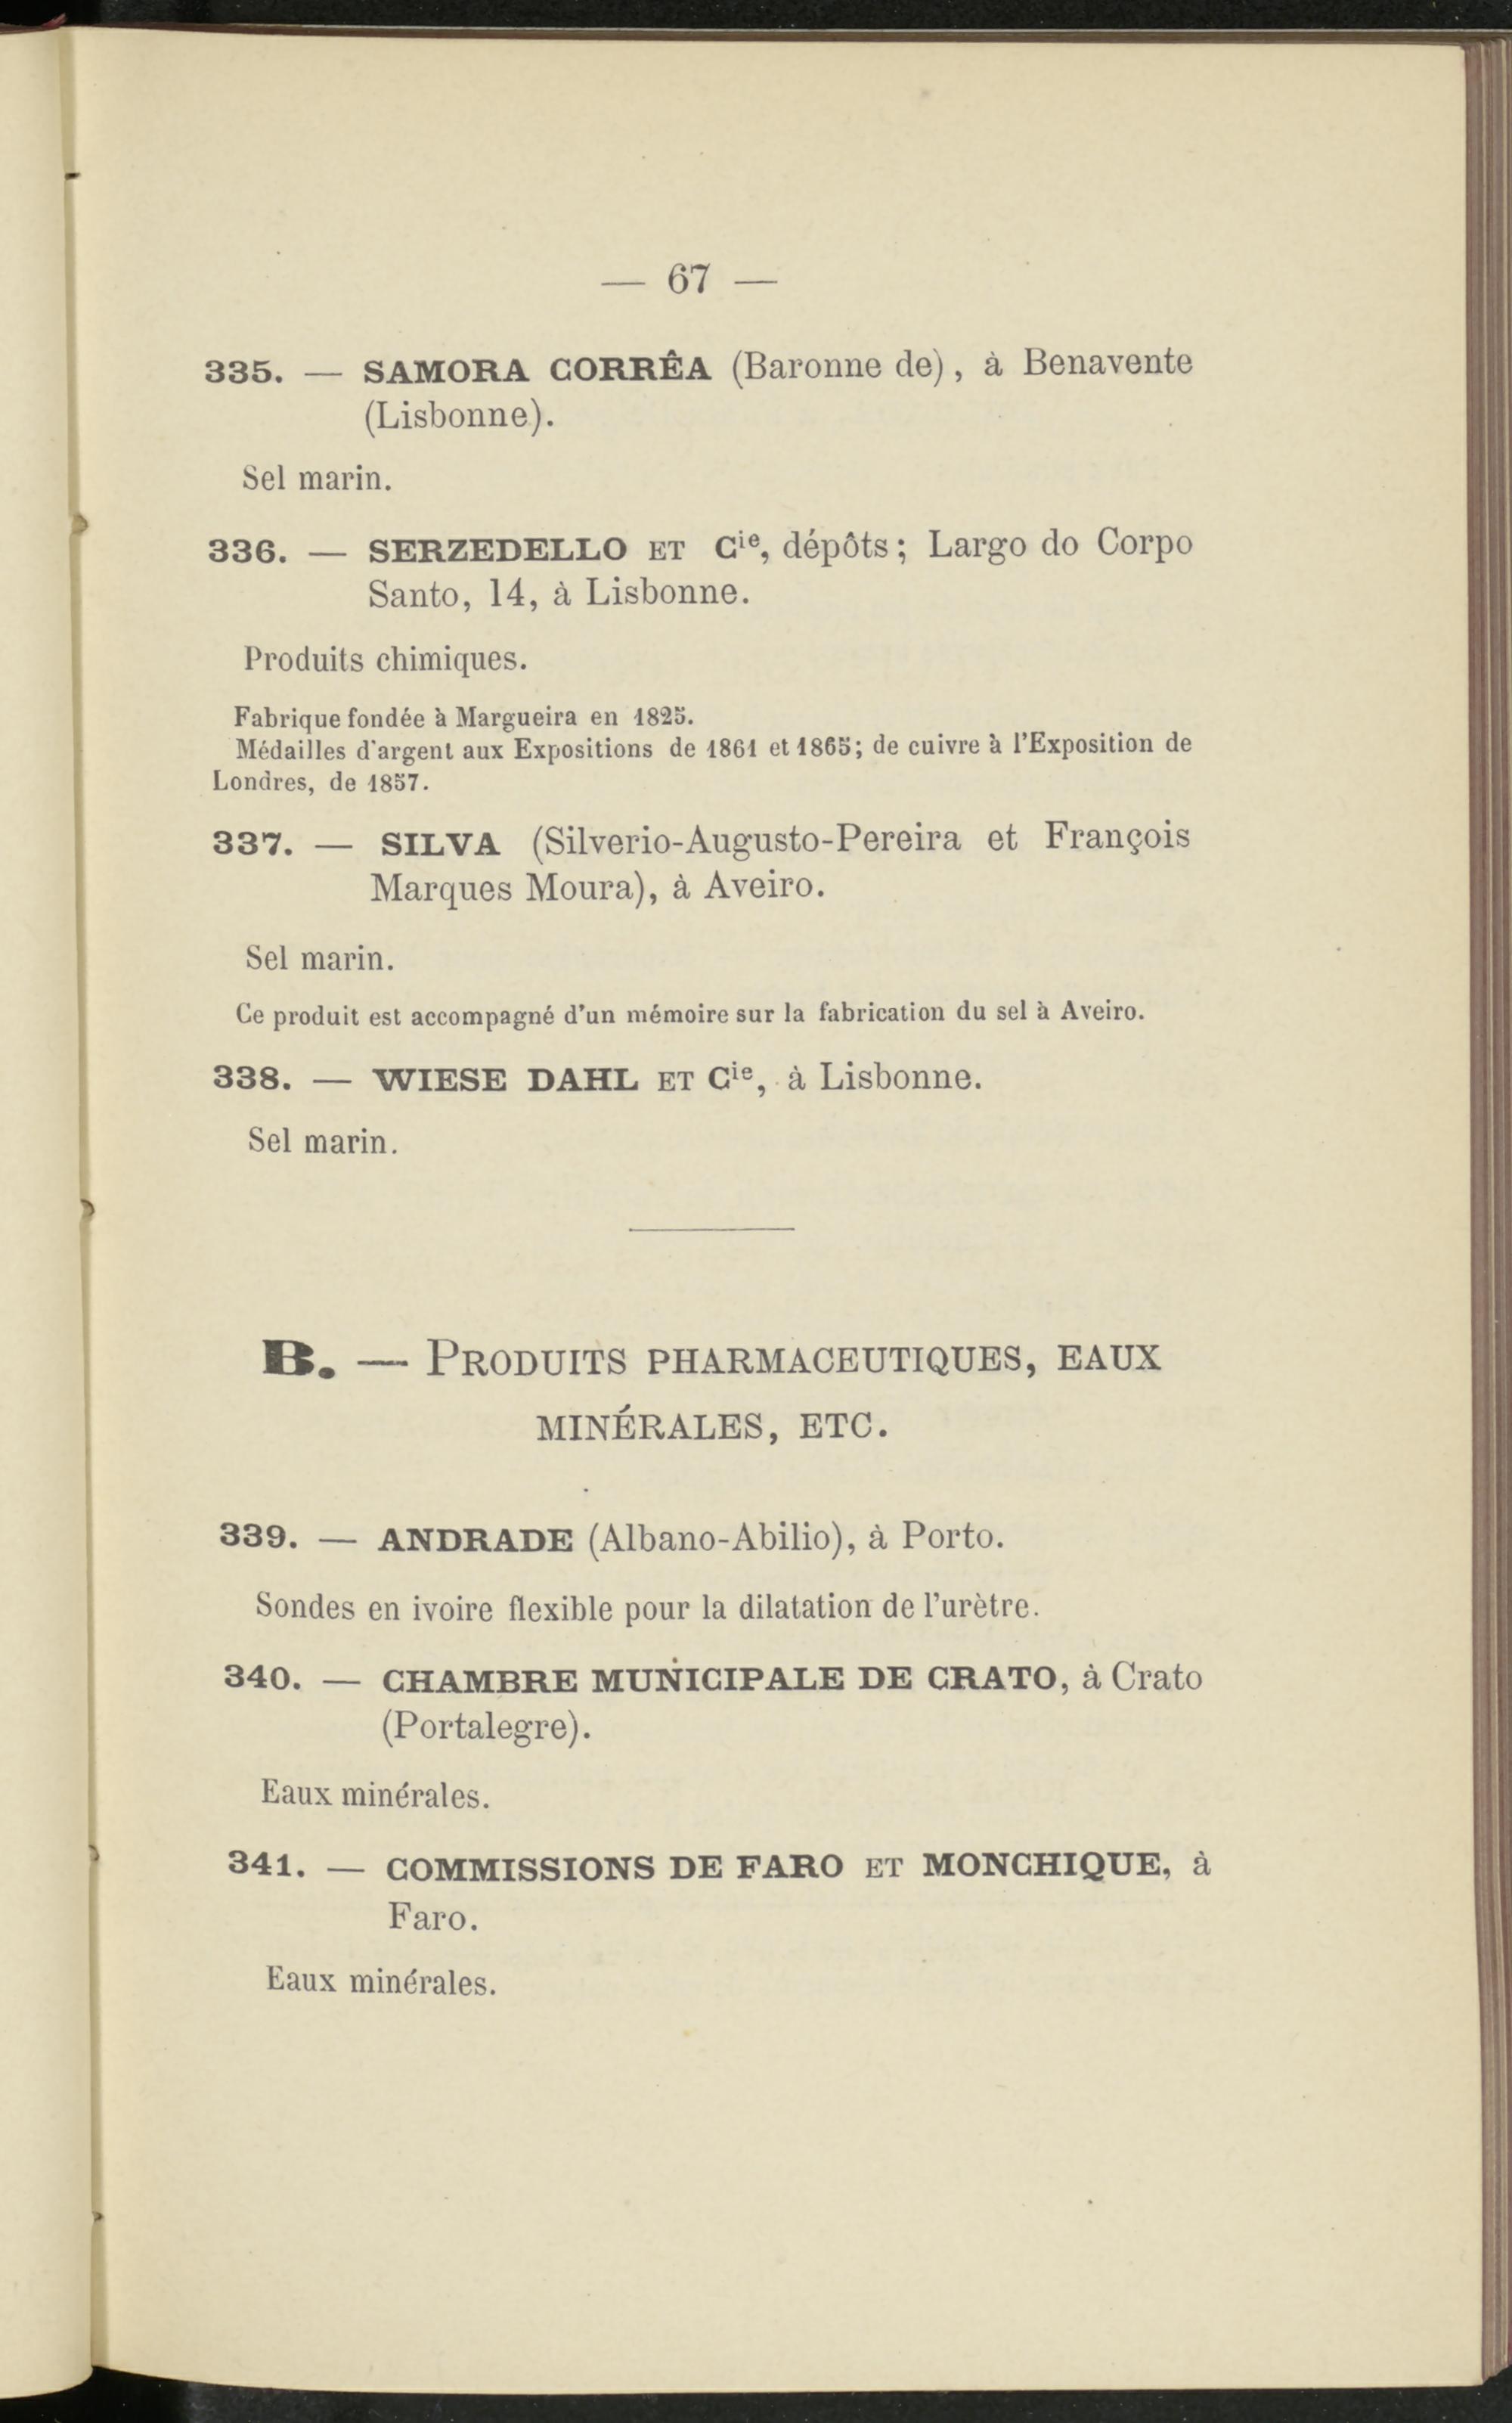 — 67 —
335. — SAMORA CORRÊA (Baronne de), à Benavente
(Lisbonne).
Sel marin.
336. — SERZEDELLO ET Cie, dépôts; Largo do Corpo
Santo, 14, à Lisbonne.
Produits chimiques.
Fabrique fondée à Margueira en 1825.
Médailles d'argent aux Expositions de 1861 et 1865; de cuivre à l'Exposition de
Londres, de 1857.
337. — SILVA (Silverio-Augusto-Pereira et François
Marques Moura), à Aveiro.
Sel marin.
Ce produit est accompagné d'un mémoire sur la fabrication du sel à Aveiro.
338. — WIESE DAHL ET Cie, à Lisbonne.
Sel marin.
B. — PRODUITS PHARMACEUTIQUES, EAUX
MINÉRALES, ETC.
339. — ANDRADE (Albano-Abilio), à Porto.
Sondes en ivoire flexible pour la dilatation de l'urètre.
340. — CHAMBRE MUNICIPALE DE CRATO, à Crato
(Portalegre).
Eaux minérales.
341. — COMMISSIONS DE FARO ET MONCHIQUE, à
Faro.
Eaux minérales.